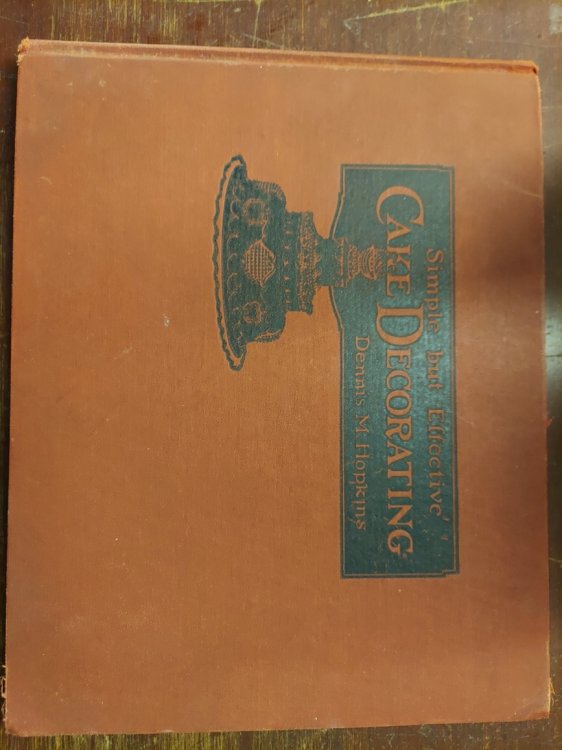 Simple but Effective
CAKE DECORATING
Dennis M. Hopkins